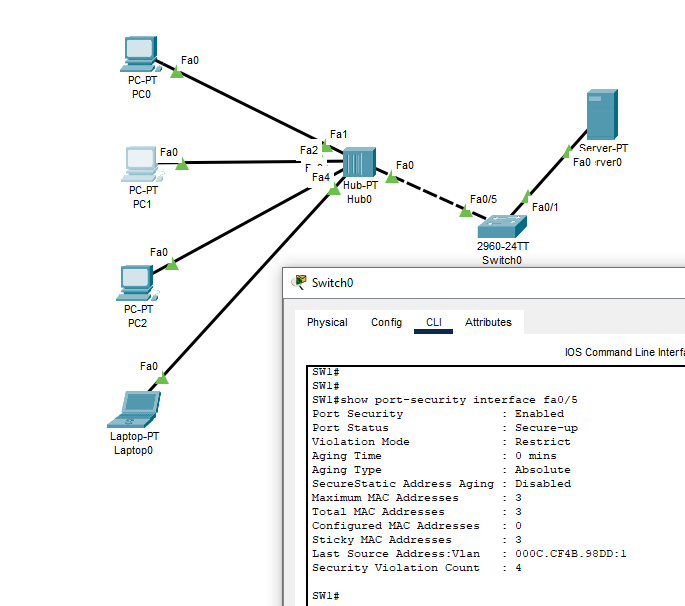 Fa0
PC-PT
PC0
Fa1
Fa2
Fa0
PC-PT
PC1
Fa4
Hub-PT
Hub0
Fa0
Fa0/5
Server-PT
Fa0
rver0
Fa0/1
2960-24TT
Switch0
Fa0
PC-PT
PC2
Fa0
Laptop-PT
Laptop0
Switch0
Physical Config CLI Attributes
IOS Command Line Interfa
SW1#
SW1#
SW1#show port-security interface fa0/5
Port Security : Enabled
Port Status : Secure-up
Violation Mode : Restrict
Aging Time : 0 mins
Aging Type : Absolute
SecureStatic Address Aging : Disabled
Maximum MAC Addresses : 3
Total MAC Addresses : 3
Configured MAC Addresses : 0
Sticky MAC Addresses : 3
Last Source Address:Vlan : 000C.CF4B.98DD:1
Security Violation Count : 4
SW1#